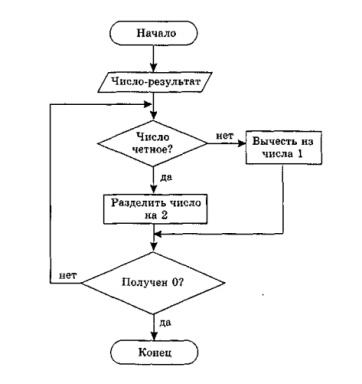 Начало
Число-результат
Число
четное?
нет
Вычесть из
числа 1
да
Разделить число
на 2
нет
Получен 0?
да
Конец